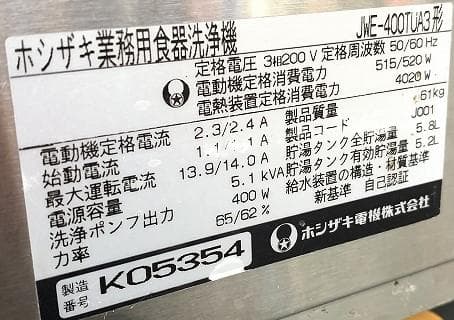 ホシザキ業務用食器洗浄機 JWE-400TUA3形
定格電圧 3相200V 定格周波数 50/60Hz
電動機定格消費電力 515/520W
電熱装置定格消費電力 4020W
電動機定格電流 2.3/2.4 A 製品質量 61kg
始動電流 A 製品コード J001
最大運転電流 13.9/14.0 A 貯湯タンク全貯湯量 5.8L
電源容量 5.1 kVA 貯湯タンク有効貯湯量 5.2L
洗浄ポンプ出力 400W 給水装置の構造・材質基準
力率 65/62% 新基準 自己認証
製造番号 K05354 ホシザキ電機株式会社